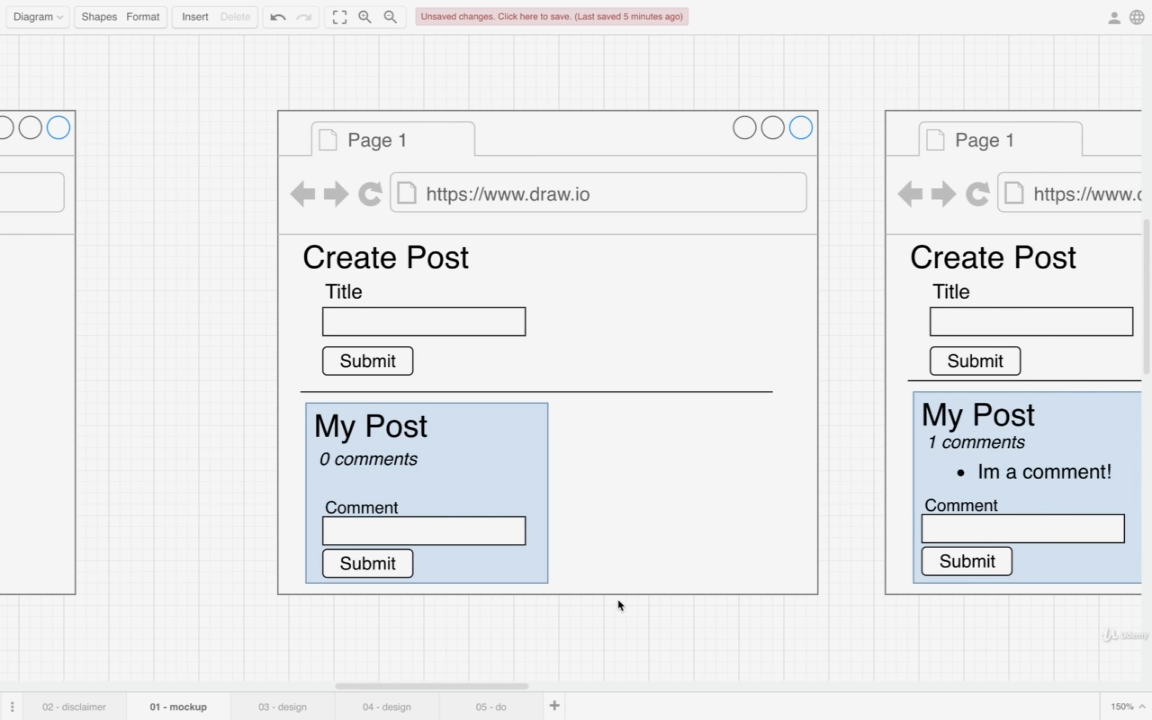 Diagram
Shapes
Format
Insert
Delete
Unsaved changes. Click here to save. (Last saved 5 minutes ago)
Page 1
https://www.draw.io
Create Post
Title
Submit
My Post
0 comments
Comment
Submit
Page 1
https://www.d
Create Post
Title
Submit
My Post
1 comments
• Im a comment!
Comment
Submit
Udemy
02 - disclaimer
01 - mockup
03 - design
04 - design
05 - do
150%